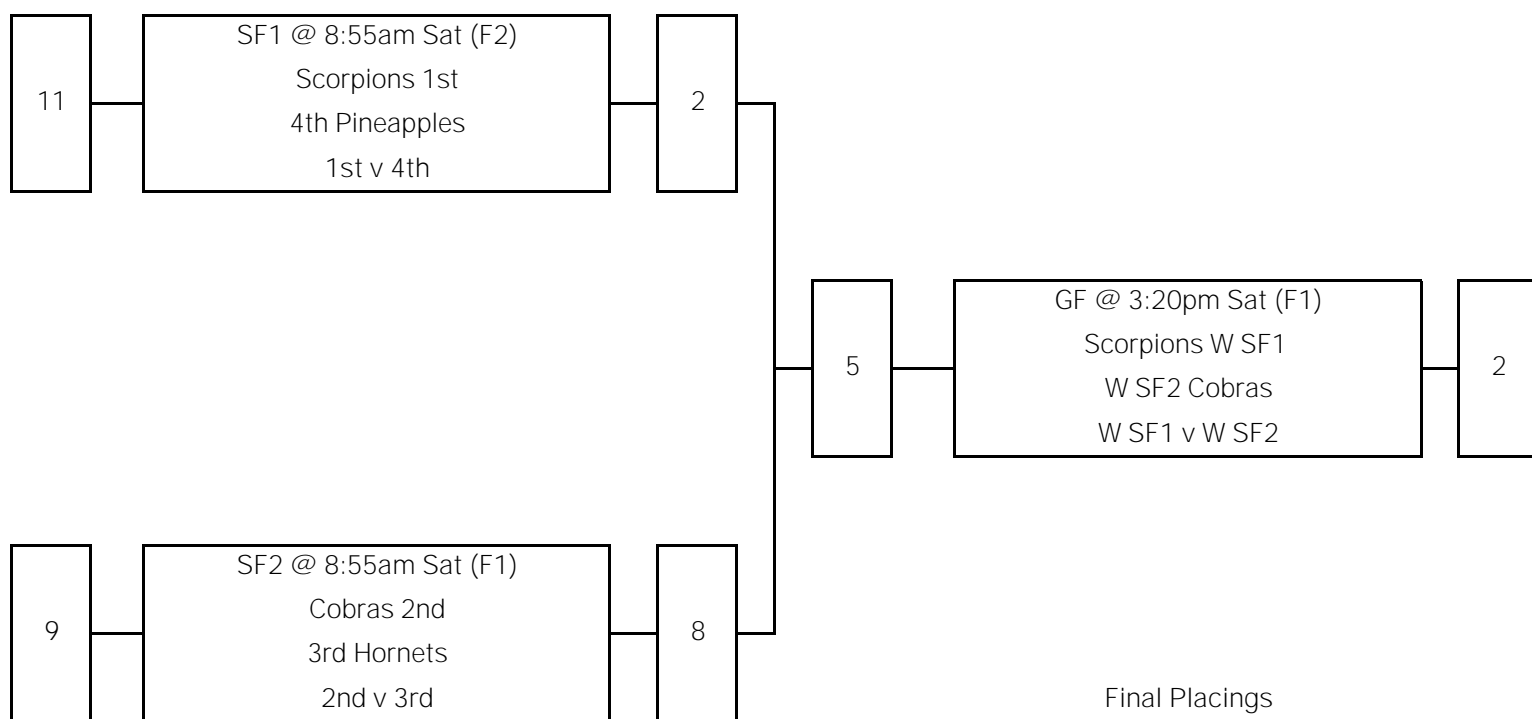 SF1 @ 8:55am Sat (F2)
Scorpions 1st
11
2
4th Pineapples
1st v 4th
GF @ 3:20pm Sat (F1)
Scorpions W SF1
5
2
W SF2 Cobras
W SF1 v W SF2
SF2 @ 8:55am Sat (F1)
Cobras 2nd
9
8
3rd Hornets
2nd v 3rd
Final Placings